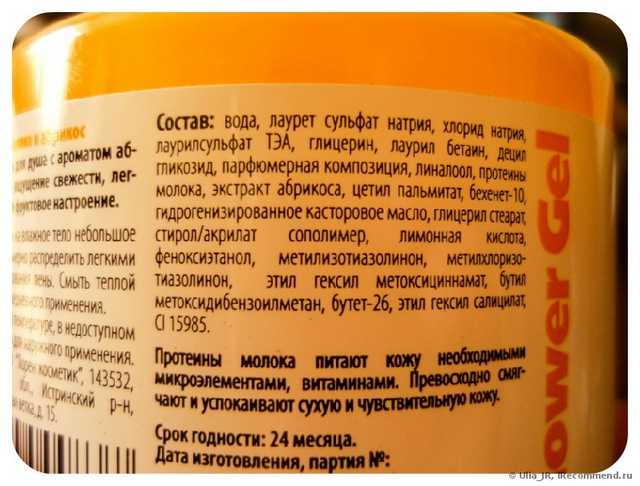 Состав: вода, лаурет сульфат натрия, хлорид натрия,
лаурилсульфат ТЭА, глицерин, лаурил бетаин, децил
гликозид, парфюмерная композиция, линалоол, протеины
молока, экстракт абрикоса, цетил пальмитат, бехенет-10,
гидрогенизированное касторовое масло, глицерил стеарат,
стирол/акрилат сополимер, лимонная кислота,
феноксиэтанол, метилизотиазолинон, метилхлоризо-
тиазолинон, этил гексил метоксициннамат, бутил
метоксидибензоилметан, бутет-26, этил гексил салицилат,
CI 15985.
Протеины молока питают кожу необходимыми
микроэлементами, витаминами. Превосходно смяг-
чают и успокаивают сухую и чувствительную кожу.
Срок годности: 24 месяца.
Дата изготовления, партия №:
и абрикос
для душа с ароматом аб-
ощущение свежести, лег-
фруктовое настроение.
влажное тело небольшое
распределить легкими
Смыть теплой
применения.
в недоступном
применения.
косметик", 143532,
обл., Истринский р-н,
д. 15.
ower Gel
© Ulia_JR, IRecommend.ru